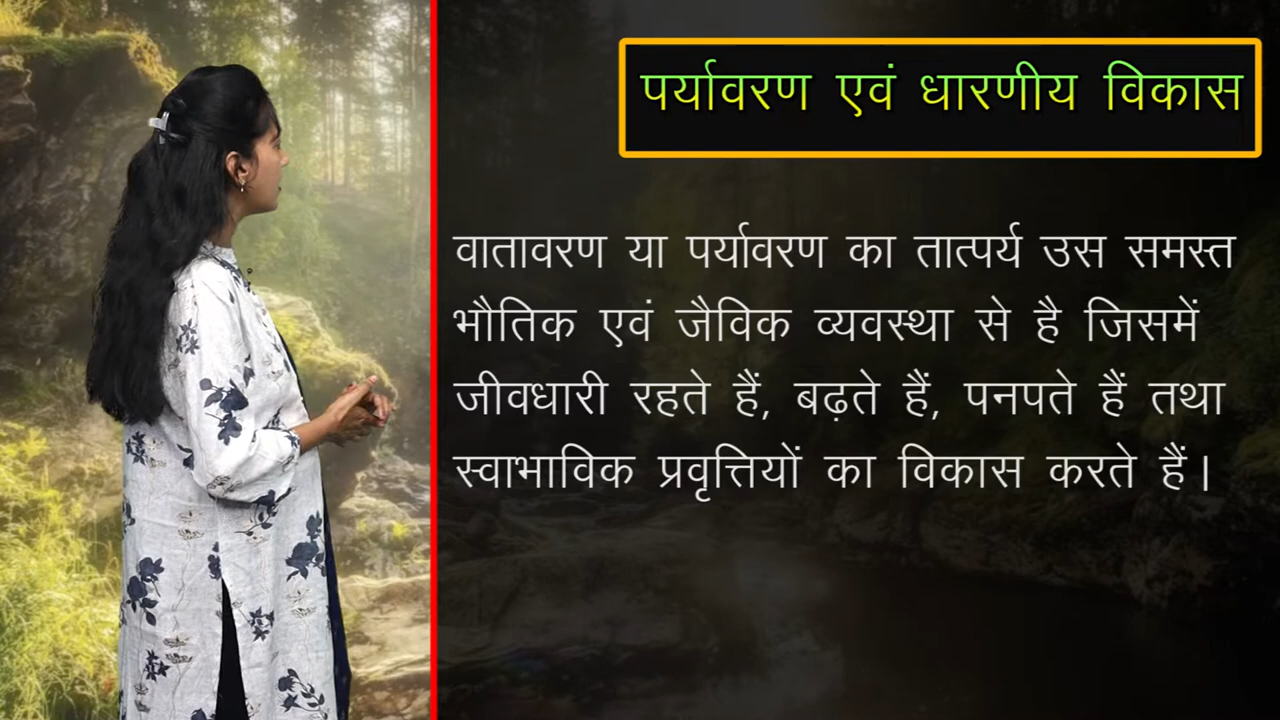 पर्यावरण एवं धारणीय विकास
वातावरण या पर्यावरण का तात्पर्य उस समस्त
भौतिक एवं जैविक व्यवस्था से है जिसमें
जीवधारी रहते हैं, बढ़ते हैं, पनपते हैं तथा
स्वाभाविक प्रवृत्तियों का विकास करते हैं।